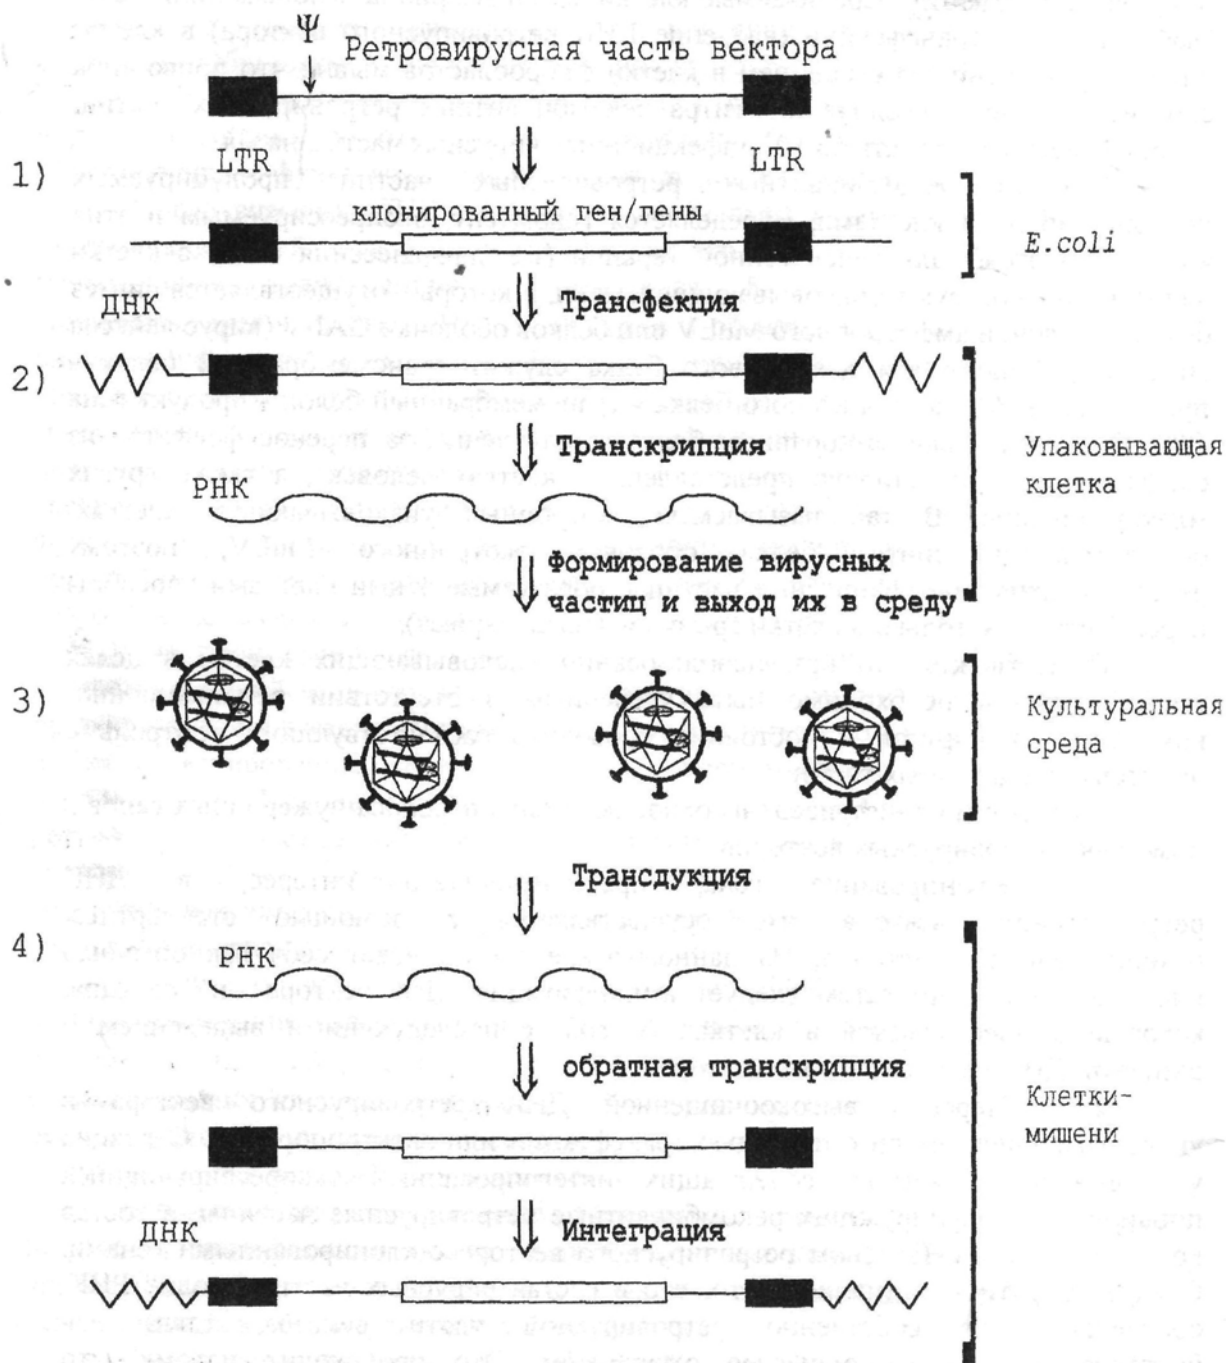 Ψ
Ретровирусная часть вектора
LTR
LTR
1)
клонированный ген/гены
E.coli
ДНК
Трансфекция
2)
Транскрипция
Упаковывающая
клетка
РНК
Формирование вирусных
частиц и выход их в среду
3)
Культуральная
среда
Трансдукция
4)
РНК
обратная транскрипция
Клетки-
мишени
ДНК
Интеграция